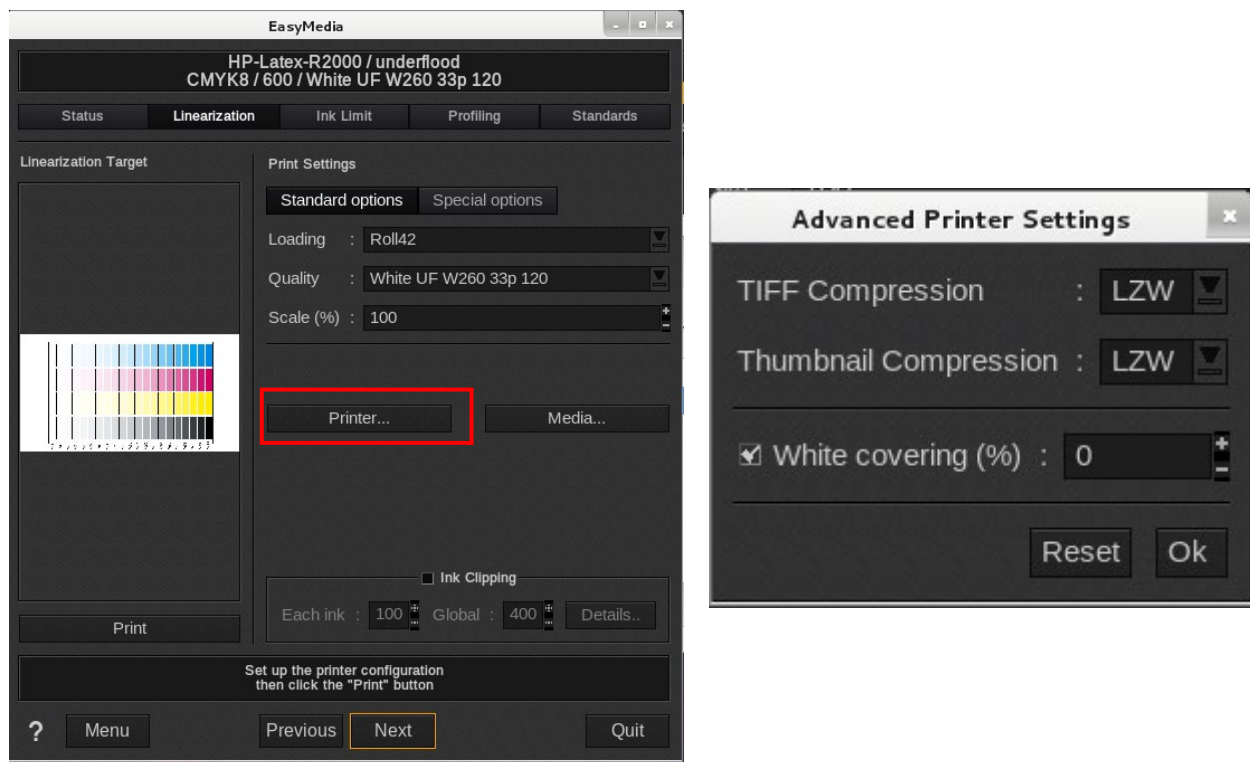 EasyMedia
HP-Latex-R2000 / underflood
CMYK8 / 600 / White UF W260 33p 120
Status Linearization Ink Limit Profiling Standards
Linearization Target
Print Settings
Standard options Special options
Loading : Roll42
Quality : White UF W260 33p 120
Scale (%) : 100
Printer... Media...
Ink Clipping
Each ink : 100 Global : 400 Details..
Print
Set up the printer configuration
then click the "Print" button
? Menu Previous Next Quit
Advanced Printer Settings
TIFF Compression : LZW
Thumbnail Compression : LZW
White covering (%) : 0
Reset Ok